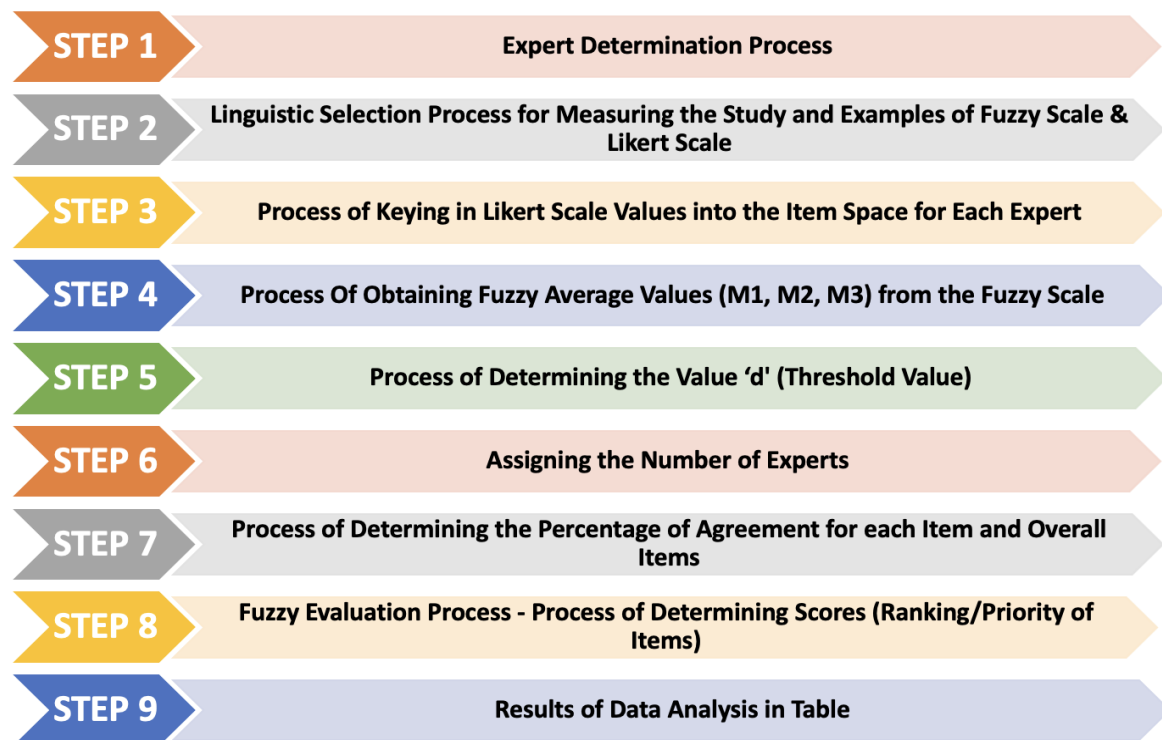 STEP 1
Expert Determination Process
STEP 2
Linguistic Selection Process for Measuring the Study and Examples of Fuzzy Scale &
Likert Scale
STEP 3
Process of Keying in Likert Scale Values into the Item Space for Each Expert
STEP 4
Process Of Obtaining Fuzzy Average Values (M1, M2, M3) from the Fuzzy Scale
STEP 5
Process of Determining the Value ‘d' (Threshold Value)
STEP 6
Assigning the Number of Experts
STEP 7
Process of Determining the Percentage of Agreement for each Item and Overall
Items
STEP 8
Fuzzy Evaluation Process - Process of Determining Scores (Ranking/Priority of
Items)
STEP 9
Results of Data Analysis in Table